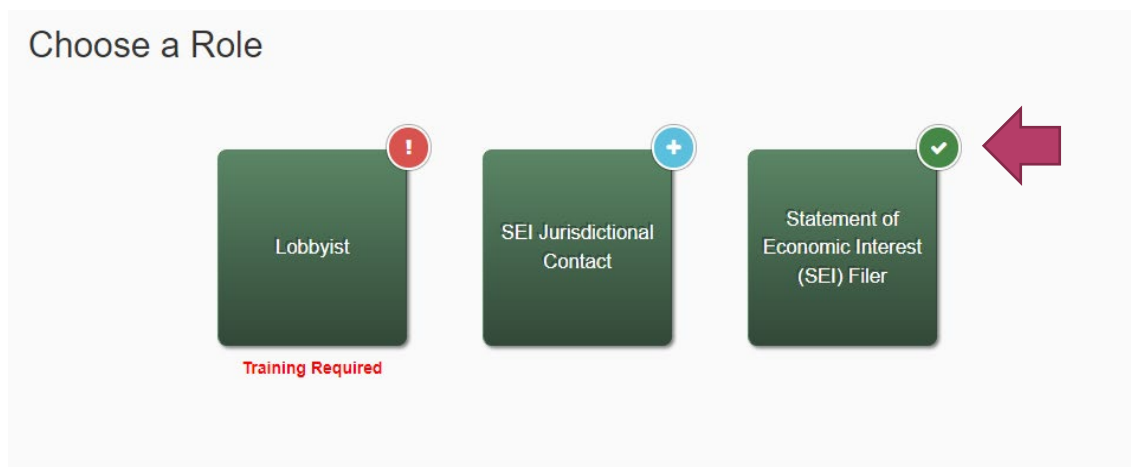 Choose a Role
!
Lobbyist
Training Required
+
SEI Jurisdictional
Contact
Statement of
Economic Interest
(SEI) Filer